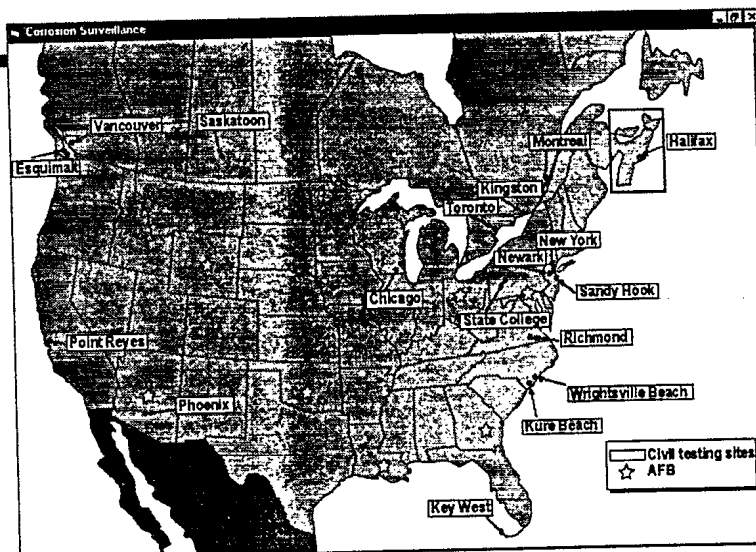 Corrosion Surveillance
Vancouver
Saskatoon
Esquimak
Montreal
Halifax
Kingston
Toronto
New York
Newark
Chicago
Sandy Hook
State College
Richmond
Point Reyes
Phoenix
Wrightsville Beach
Kure Beach
Civil testing sites
AFB
Key West